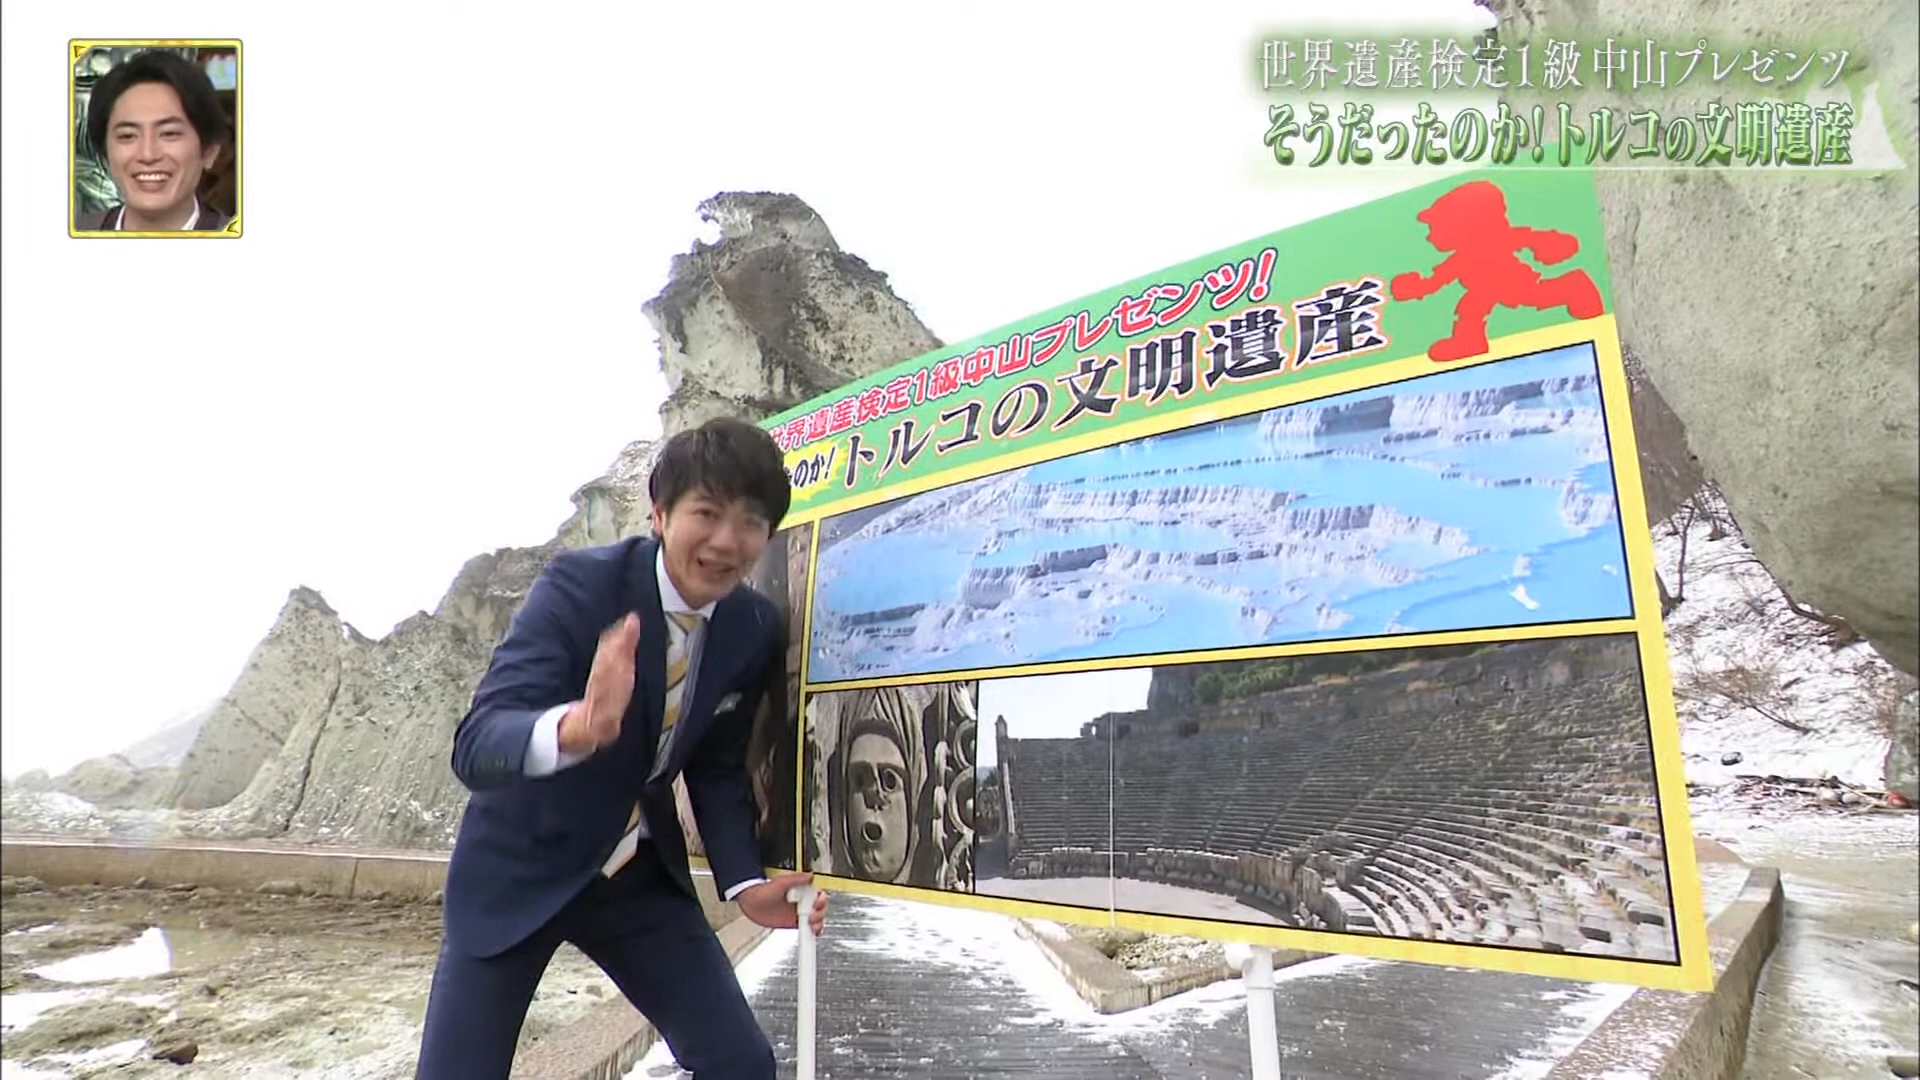 世界遺産検定1級 中山プレゼンツ
そうだったのか!トルコの文明遺産
世界遺産検定1級中山プレゼンツ!
たのか!トルコの文明遺産